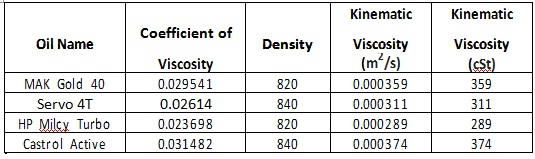 Oil Name | Coefficient of Viscosity | Density | Kinematic Viscosity (m²/s) | Kinematic Viscosity (cSt)
MAK Gold 40 | 0.029541 | 820 | 0.000359 | 359
Servo 4T | 0.02614 | 840 | 0.000311 | 311
HP Milcy Turbo | 0.023698 | 820 | 0.000289 | 289
Castrol Active | 0.031482 | 840 | 0.000374 | 374